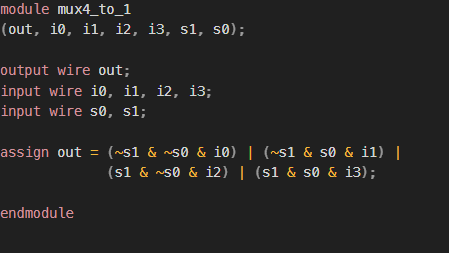 module mux4_to_1
(out, i0, i1, i2, i3, s1, s0);
output wire out;
input wire i0, i1, i2, i3;
input wire s0, s1;
assign out = (~s1 & ~s0 & i0) | (~s1 & s0 & i1) |
(s1 & ~s0 & i2) | (s1 & s0 & i3);
endmodule